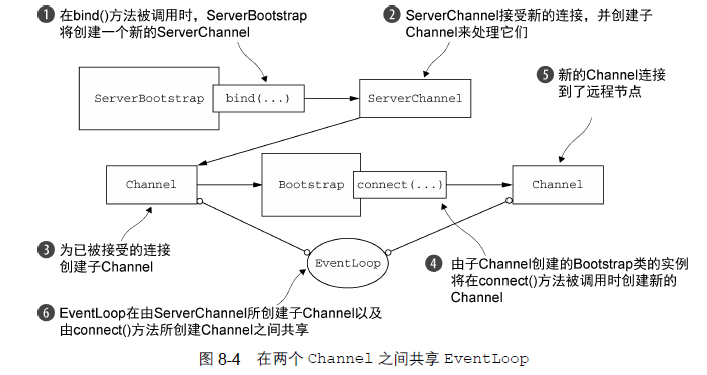 ❶ 在bind()方法被调用时，ServerBootstrap
将创建一个新的ServerChannel
❷ ServerChannel接受新的连接，并创建子
Channel来处理它们
❺ 新的Channel连接
到了远程节点
ServerBootstrap
bind(...)
ServerChannel
Channel
Bootstrap
connect(...)
Channel
❸ 为已被接受的连接
创建子Channel
EventLoop
❹ 由子Channel创建的Bootstrap类的实例
将在connect()方法被调用时创建新的
Channel
❻ EventLoop在由ServerChannel所创建子Channel以及
由connect()方法所创建Channel之间共享
图 8-4 在两个 Channel 之间共享 EventLoop